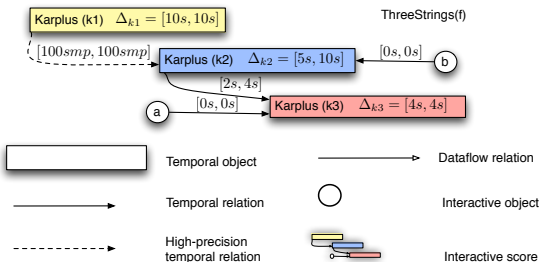 Karplus (k1) Δk1 = [10s, 10s]
ThreeStrings(f)
[100smp, 100smp]
Karplus (k2) Δk2 = [5s, 10s]
[0s, 0s]
b
[2s, 4s]
a
[0s, 0s]
Karplus (k3) Δk3 = [4s, 4s]
Temporal object
Dataflow relation
Temporal relation
Interactive object
High-precision
temporal relation
Interactive score